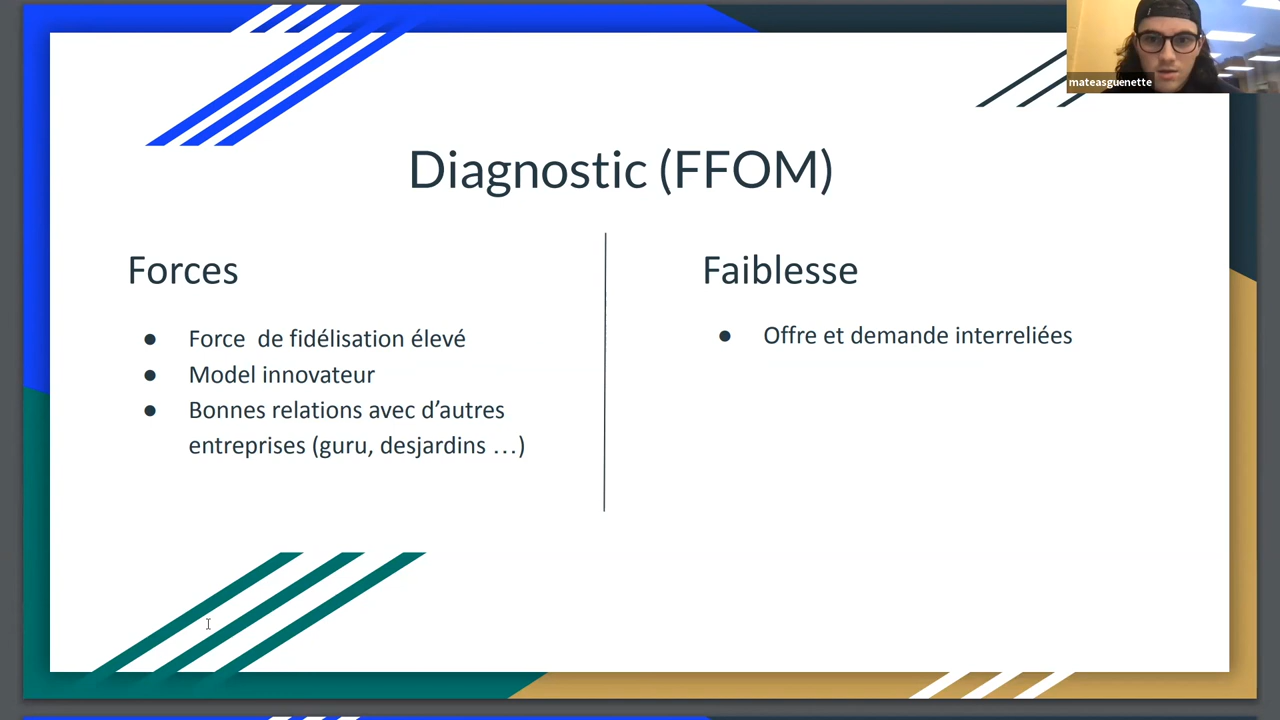 mateasguenette
Diagnostic (FFOM)
Forces
Force  de fidélisation élevé
Model innovateur
Bonnes relations avec d’autres
entreprises (guru, desjardins …)
Faiblesse
Offre et demande interreliées